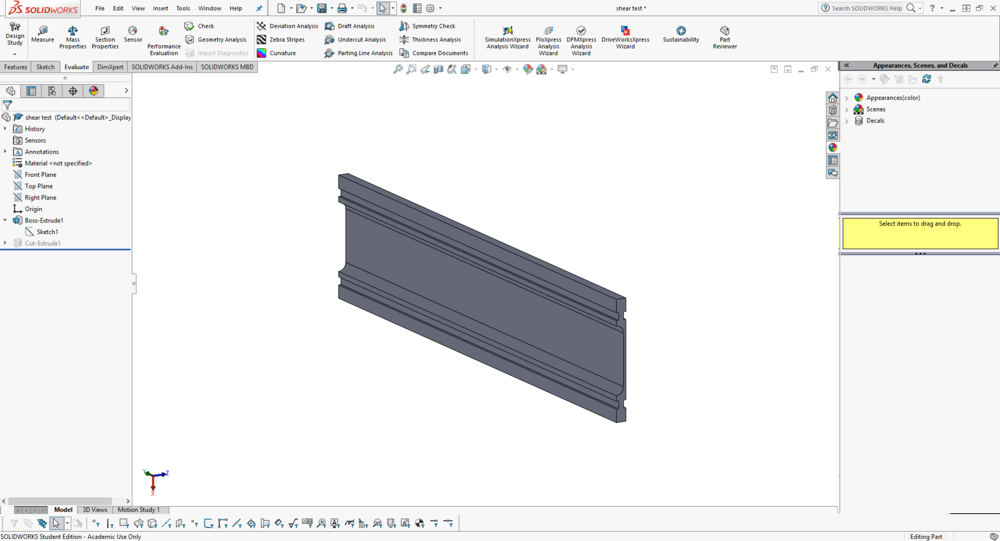 SOLIDWORKS File Edit View Insert Tools Window Help shear test * Search SOLIDWORKS Help ?
Design Study
Measure
Mass Properties
Section Properties
Sensor
Performance Evaluation
Check
Geometry Analysis
Import Diagnostics
Deviation Analysis
Zebra Stripes
Curvature
Draft Analysis
Undercut Analysis
Parting Line Analysis
Symmetry Check
Thickness Analysis
Compare Documents
SimulationXpress Analysis Wizard
FloXpress Analysis Wizard
DFMXpress Analysis Wizard
DriveWorksXpress Wizard
Sustainability
Part Reviewer
Features Sketch Evaluate DimXpert SOLIDWORKS Add-Ins SOLIDWORKS MBD
shear test (Default<<Default>_Display
History
Sensors
Annotations
Material <not specified>
Front Plane
Top Plane
Right Plane
Origin
Boss-Extrude1
Sketch1
Cut-Extrude1
Y Z
X
Appearances, Scenes, and Decals
Appearances(color)
Scenes
Decals
Select items to drag and drop.
Model 3D Views Motion Study 1
SOLIDWORKS Student Edition - Academic Use Only Editing Part